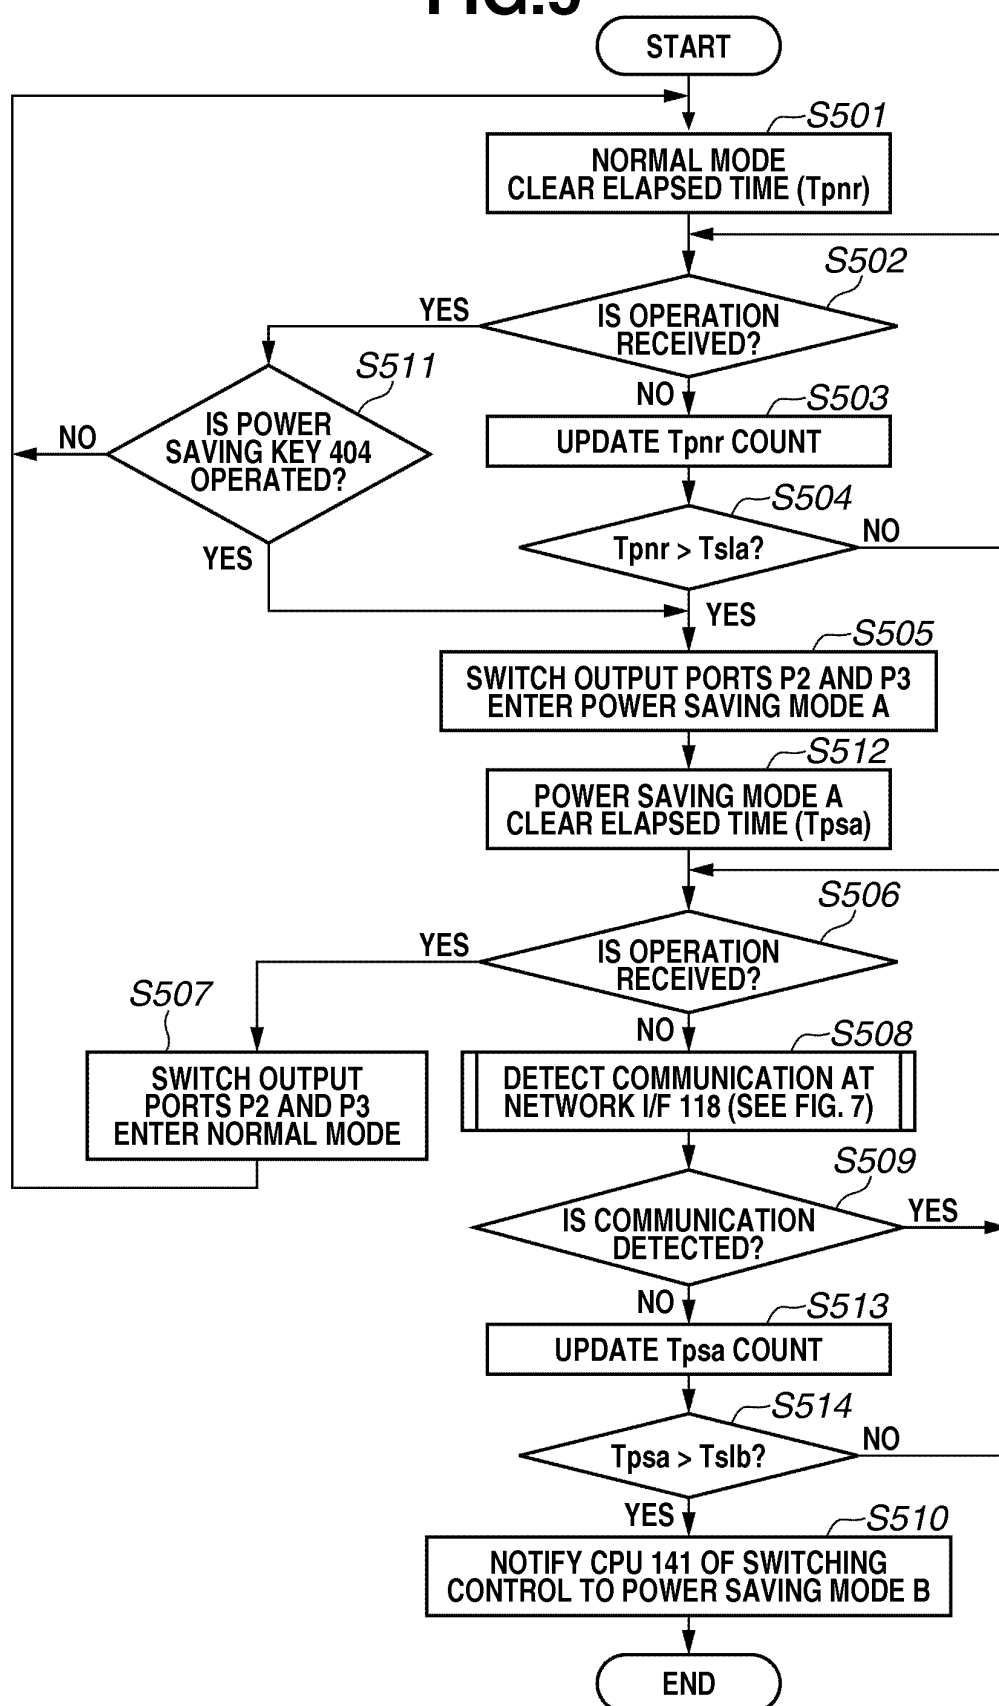 START
S501
NORMAL MODE
CLEAR ELAPSED TIME (Tpnr)
S502
IS OPERATION
RECEIVED?
YES
NO
S511
IS POWER
SAVING KEY 404
OPERATED?
NO
YES
S503
UPDATE Tpnr COUNT
S504
Tpnr > Tsla?
NO
YES
S505
SWITCH OUTPUT PORTS P2 AND P3
ENTER POWER SAVING MODE A
S512
POWER SAVING MODE A
CLEAR ELAPSED TIME (Tpsa)
S506
IS OPERATION
RECEIVED?
YES
NO
S507
SWITCH OUTPUT
PORTS P2 AND P3
ENTER NORMAL MODE
S508
DETECT COMMUNICATION AT
NETWORK I/F 118 (SEE FIG. 7)
S509
IS COMMUNICATION
DETECTED?
YES
NO
S513
UPDATE Tpsa COUNT
S514
Tpsa > Tslb?
NO
YES
S510
NOTIFY CPU 141 OF SWITCHING
CONTROL TO POWER SAVING MODE B
END